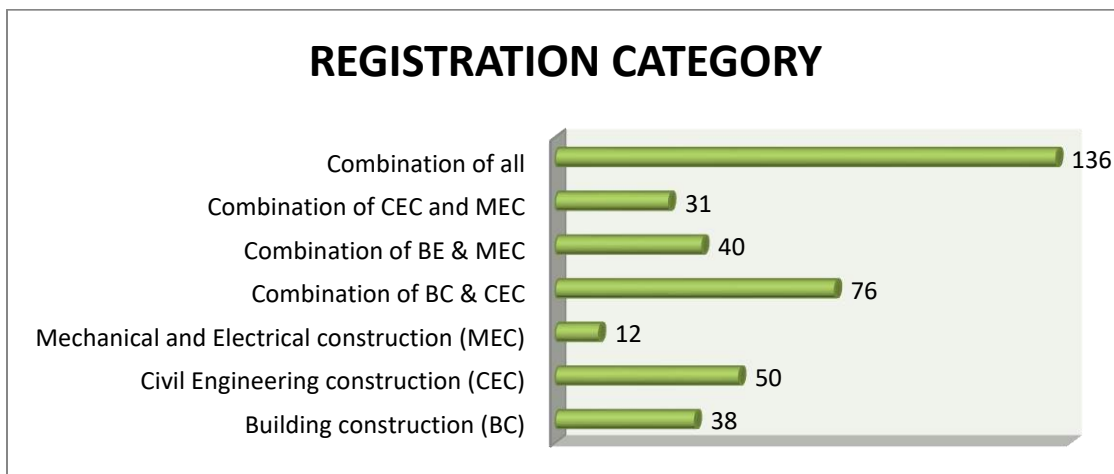 REGISTRATION CATEGORY
Combination of all 136
Combination of CEC and MEC 31
Combination of BE & MEC 40
Combination of BC & CEC 76
Mechanical and Electrical construction (MEC) 12
Civil Engineering construction (CEC) 50
Building construction (BC) 38